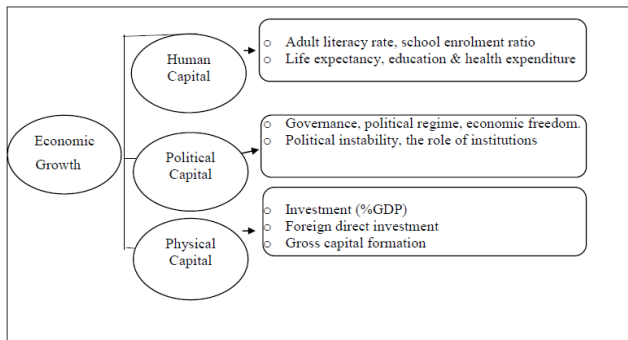 Economic
Growth
Human
Capital
o Adult literacy rate, school enrolment ratio
o Life expectancy, education & health expenditure
Political
Capital
o Governance, political regime, economic freedom.
o Political instability, the role of institutions
Physical
Capital
o Investment (%GDP)
o Foreign direct investment
o Gross capital formation